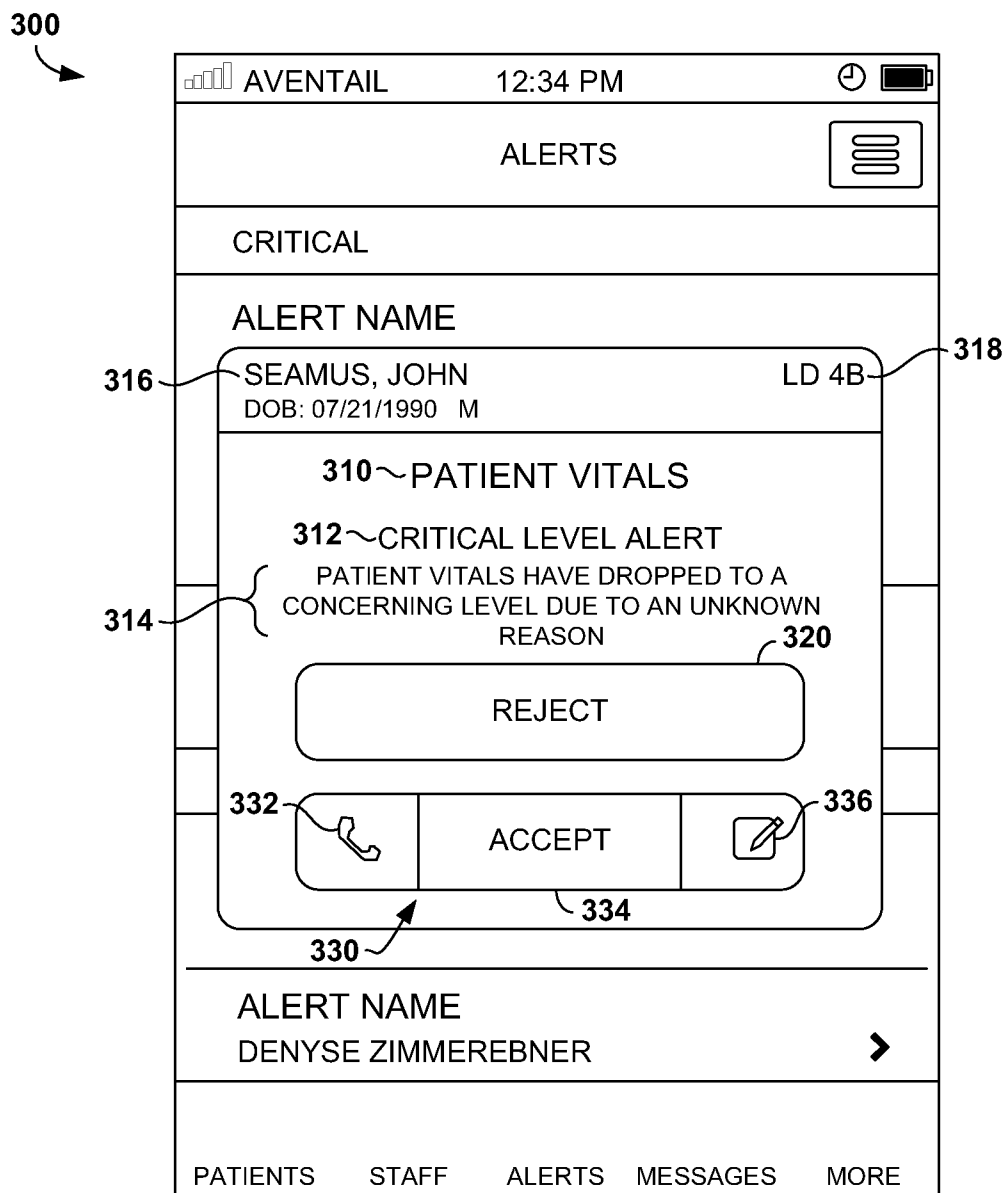 300
AVENTAIL 12:34 PM
ALERTS
CRITICAL
ALERT NAME
318
316 SEAMUS, JOHN LD 4B
DOB: 07/21/1990 M
310 PATIENT VITALS
312 CRITICAL LEVEL ALERT
PATIENT VITALS HAVE DROPPED TO A
314 CONCERNING LEVEL DUE TO AN UNKNOWN
REASON 320
REJECT
332 336
ACCEPT
334
330
ALERT NAME
DENYSE ZIMMEREBNER
PATIENTS STAFF ALERTS MESSAGES MORE